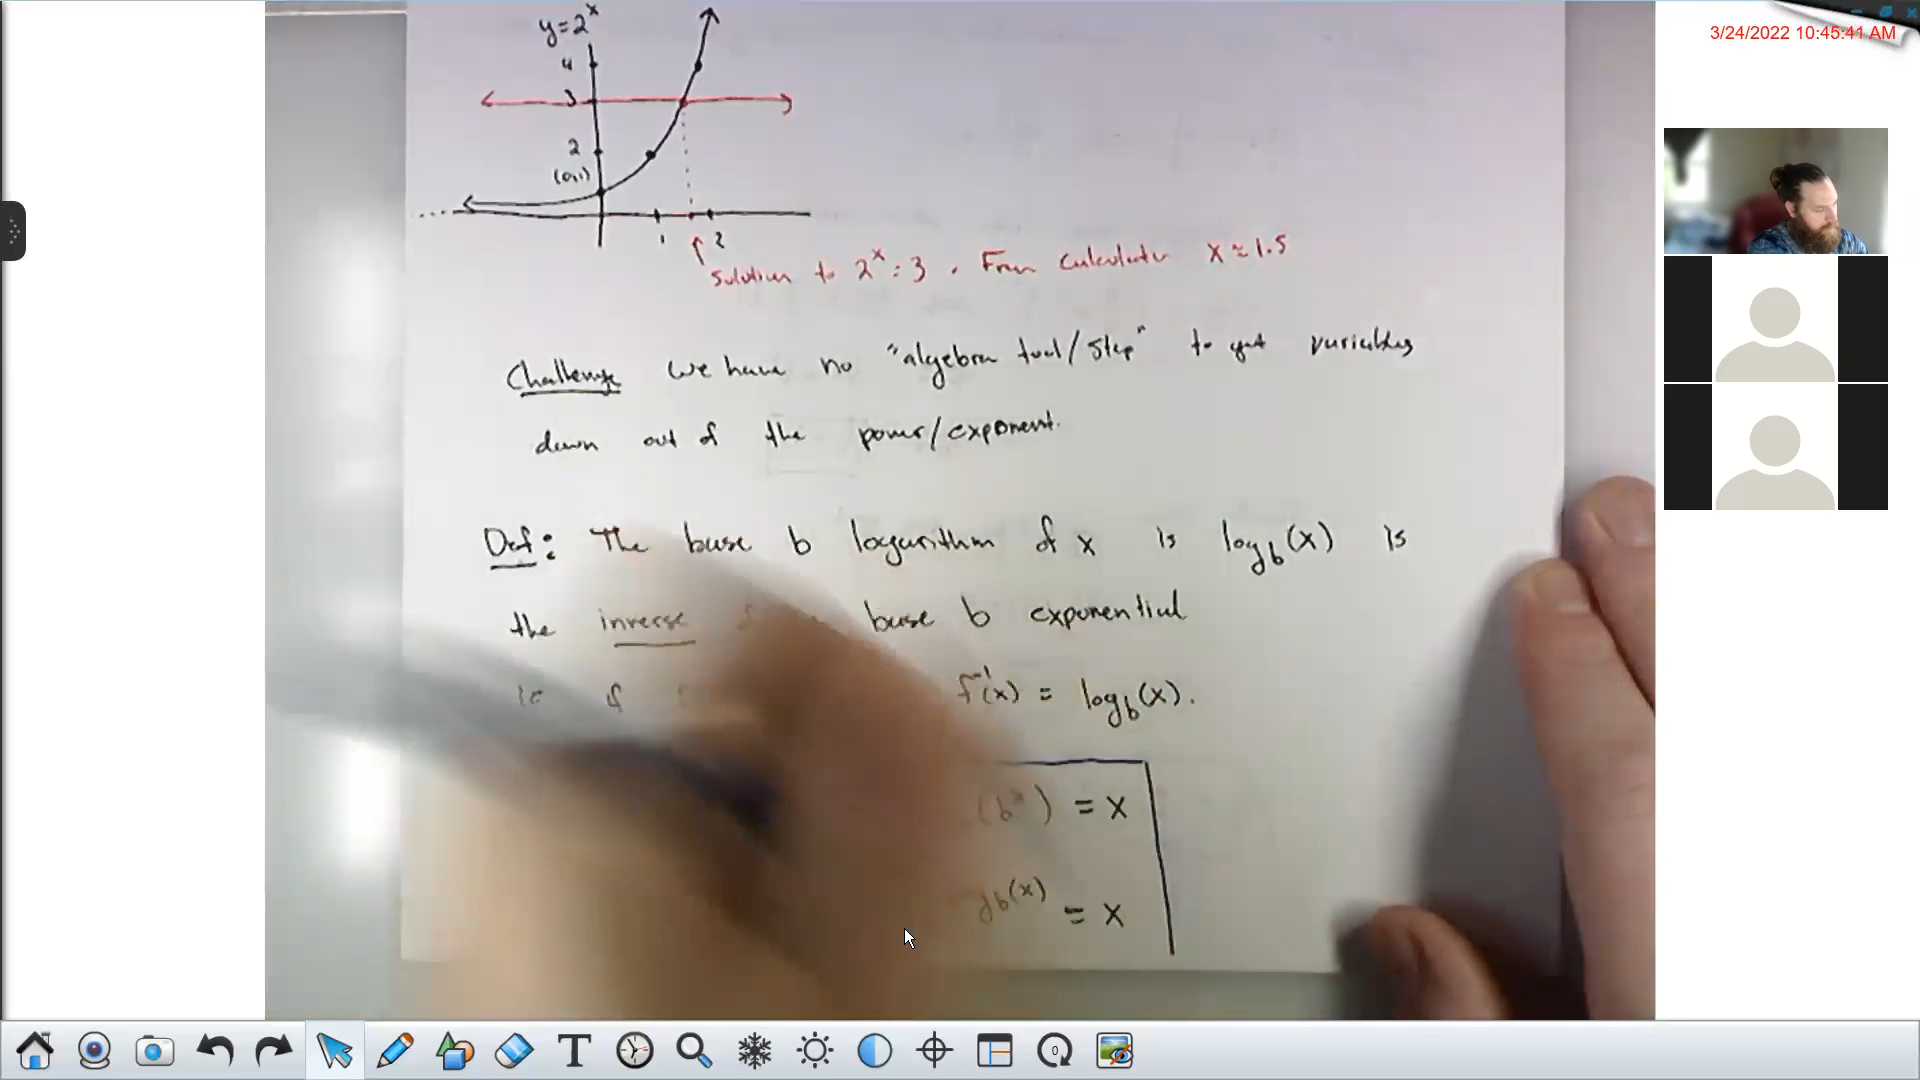 3/24/2022 10:45:41 AM
y=2^x
4
3
2
(0,1)
1 2
Solution to 2^x = 3 . From calculator x ≈ 1.5
Challenge We have no "algebra tool/step" to get variables
down out of the power/exponent.
Def: The base b logarithm of x is log_b(x) is
the inverse base b exponential
if f^-1(x) = log_b(x).
(b^x) = x
b(x) = x
T
0